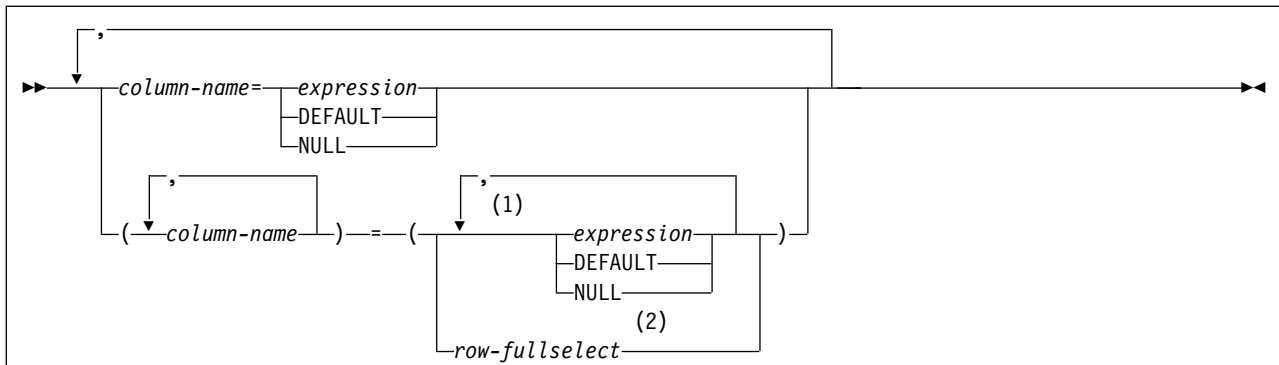 ,
column-name= expression
DEFAULT
NULL
, ,
(1)
( column-name ) = ( expression )
DEFAULT
NULL
(2)
row-fullselect